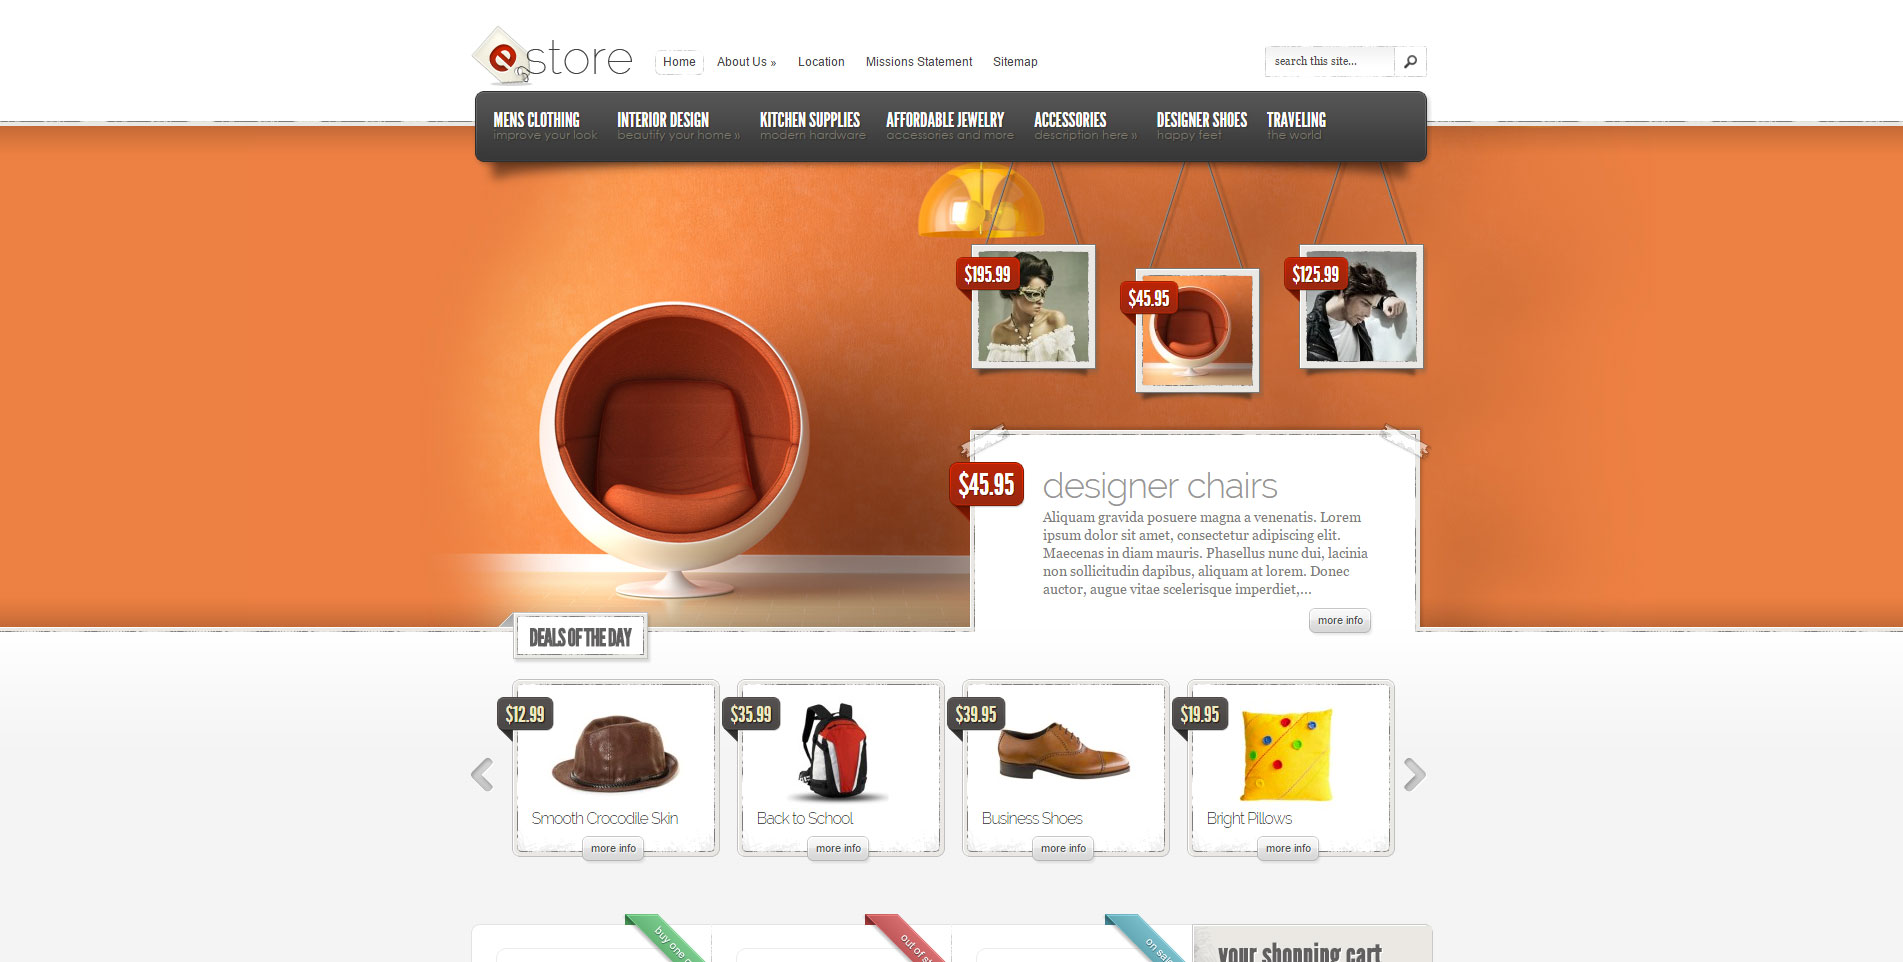 estore
Home About Us » Location Missions Statement Sitemap
search this site...
MENS CLOTHING INTERIOR DESIGN KITCHEN SUPPLIES AFFORDABLE JEWELRY ACCESSORIES DESIGNER SHOES TRAVELING
improve your look beautify your home » modern hardware accessories and more description here » happy feet the world
$195.99
$45.95
$125.99
$45.95
designer chairs
Aliquam gravida posuere magna a venenatis. Lorem
ipsum dolor sit amet, consectetur adipiscing elit.
Maecenas in diam mauris. Phasellus nunc dui, lacinia
non sollicitudin dapibus, aliquam at lorem. Donec
auctor, augue vitae scelerisque imperdiet,...
more info
DEALS OF THE DAY
$12.99 $35.99 $39.95 $19.95
Smooth Crocodile Skin Back to School Business Shoes Bright Pillows
more info more info more info more info
buy one
out of
on sale
your shopping cart